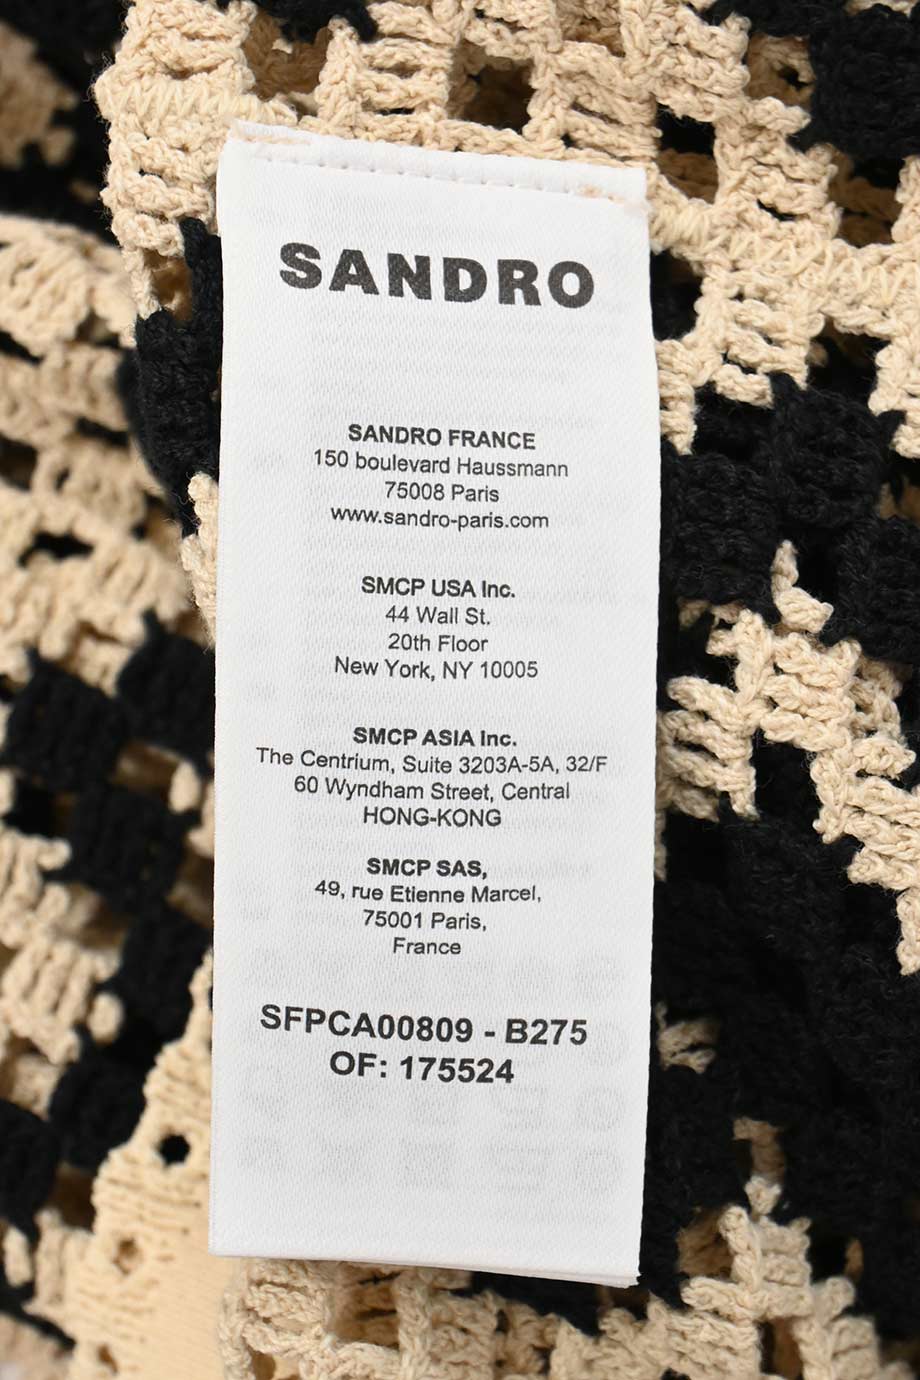 SANDRO
SANDRO FRANCE
150 boulevard Haussmann
75008 Paris
www.sandro-paris.com
SMCP USA Inc.
44 Wall St.
20th Floor
New York, NY 10005
SMCP ASIA Inc.
The Centrium, Suite 3203A-5A, 32/F
60 Wyndham Street, Central
HONG-KONG
SMCP SAS,
49, rue Etienne Marcel,
75001 Paris,
France
SFPCA00809 - B275
OF: 175524